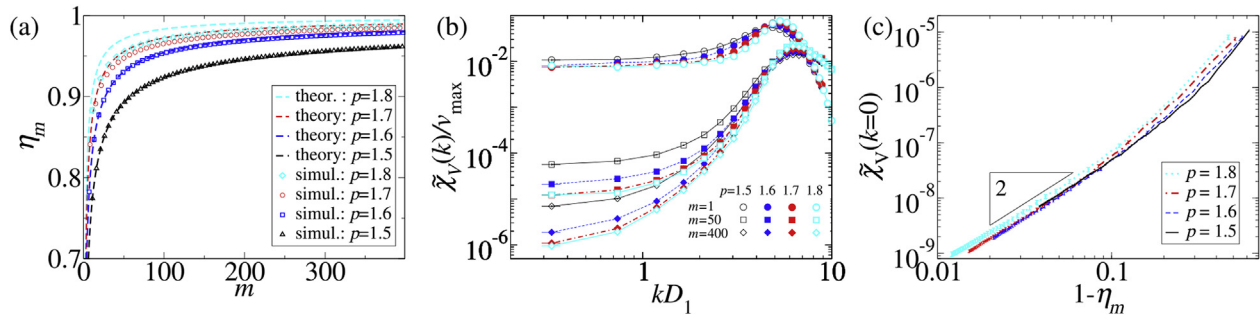 (a)
η_m
1
0.9
0.8
0.7
0
100
200
300
m
theor. : p=1.8
theory: p=1.7
theory: p=1.6
theory: p=1.5
simul.: p=1.8
simul.: p=1.7
simul.: p=1.6
simul.: p=1.5
(b)
χ̃_V(k)/v_max
10^0
10^-2
10^-4
10^-6
1
10
kD_1
p=1.5 1.6 1.7 1.8
m=1
m=50
m=400
(c)
χ̃_V(k=0)
10^-5
10^-6
10^-7
10^-8
10^-9
0.01
0.1
1-η_m
2
p = 1.8
p = 1.7
p = 1.6
p = 1.5